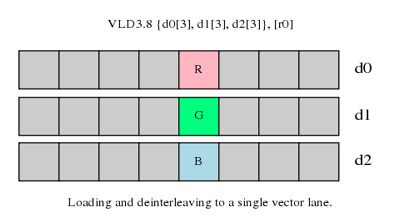 VLD3.8 {d0[3], d1[3], d2[3]}, [r0]
R d0
G d1
B d2
Loading and deinterleaving to a single vector lane.